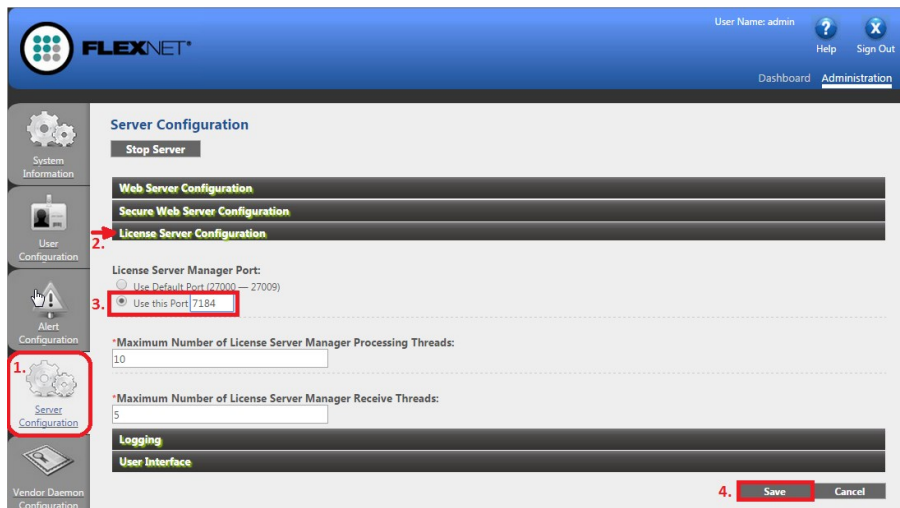 User Name: admin
?
X
FLEXNET
Help
Sign Out
Dashboard
Administration
System
Information
User
Configuration
Alert
Configuration
1.
Server
Configuration
Vendor Daemon
Configuration
Server Configuration
Stop Server
Web Server Configuration
Secure Web Server Configuration
2.
License Server Configuration
License Server Manager Port:
Use Default Port (27000 — 27009)
3.
Use this Port 7184
*Maximum Number of License Server Manager Processing Threads:
10
*Maximum Number of License Server Manager Receive Threads:
5
Logging
User Interface
4.
Save
Cancel